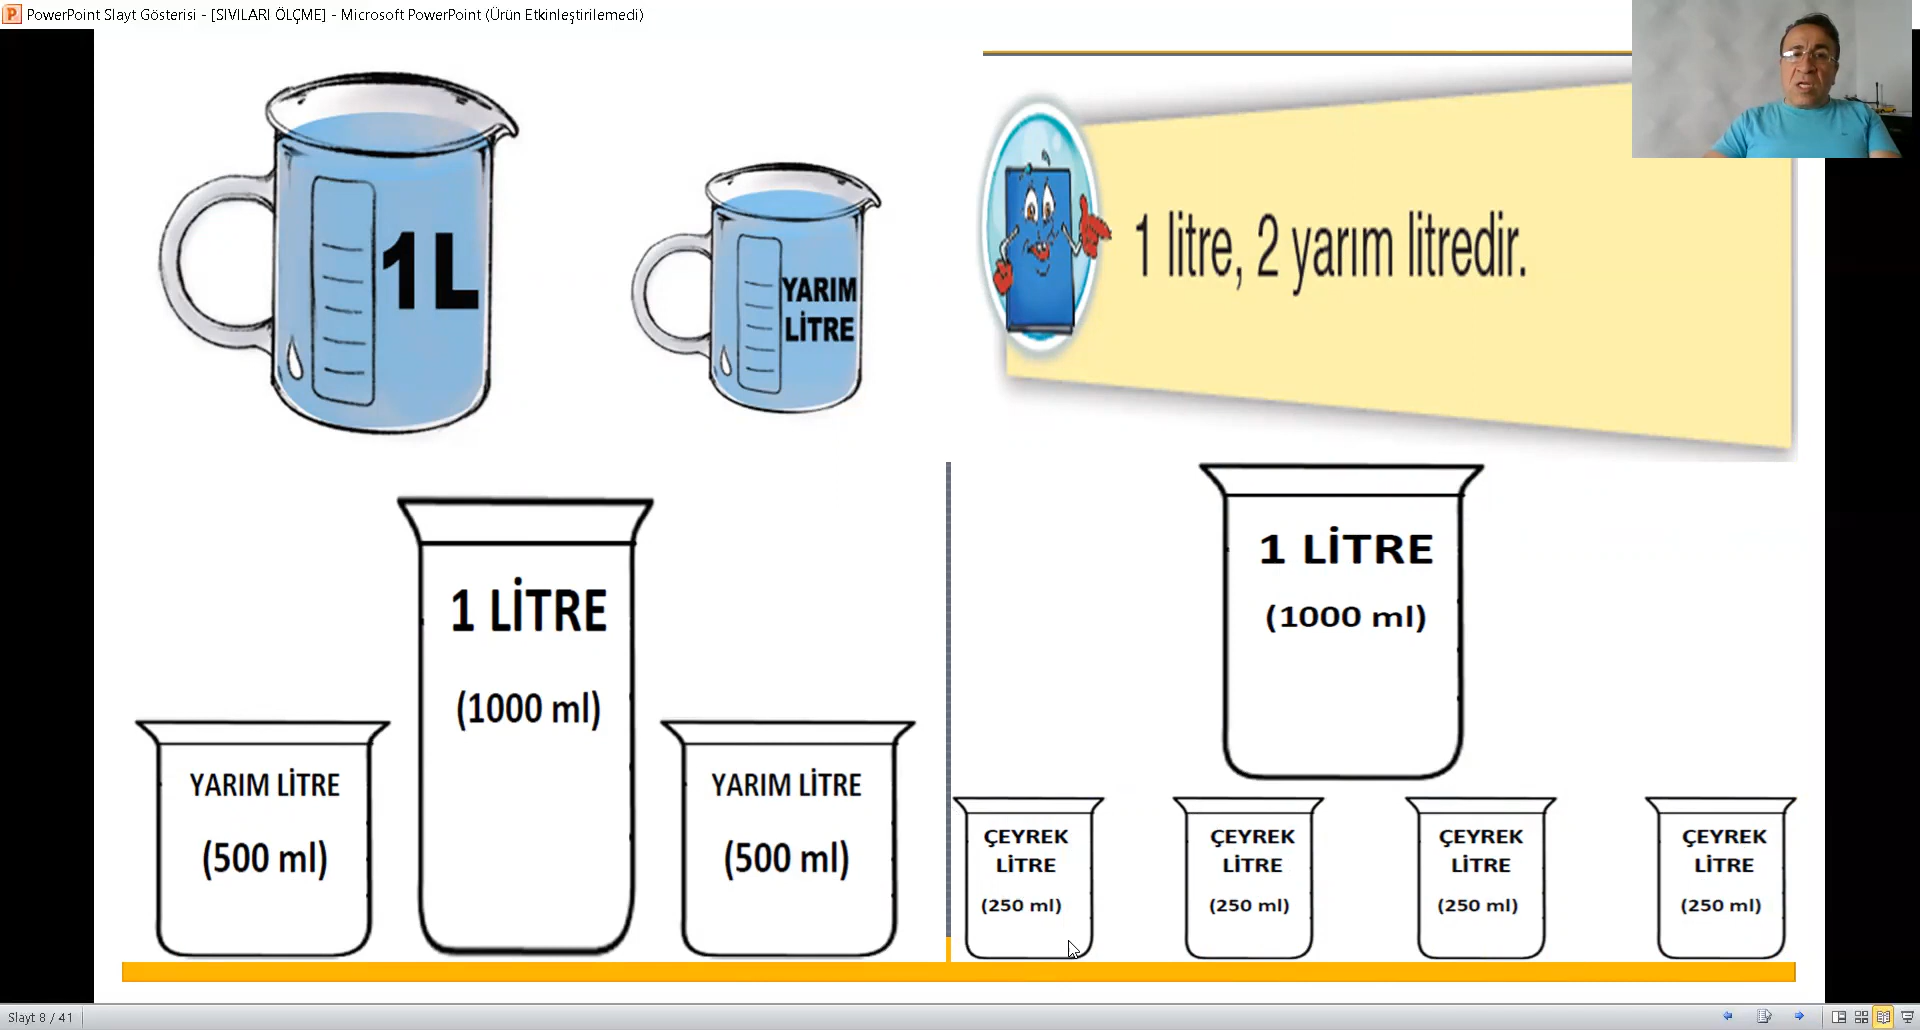 PowerPoint Slayt Gösterisi - [SIVILARI ÖLÇME] - Microsoft PowerPoint (Ürün Etkinleştirilemedi)
1L
YARIM
LİTRE
1 litre, 2 yarım litredir.
1 LİTRE
(1000 ml)
YARIM LİTRE
(500 ml)
YARIM LİTRE
(500 ml)
1 LİTRE
(1000 ml)
ÇEYREK
LİTRE
(250 ml)
ÇEYREK
LİTRE
(250 ml)
ÇEYREK
LİTRE
(250 ml)
ÇEYREK
LİTRE
(250 ml)
Slayt 8 / 41